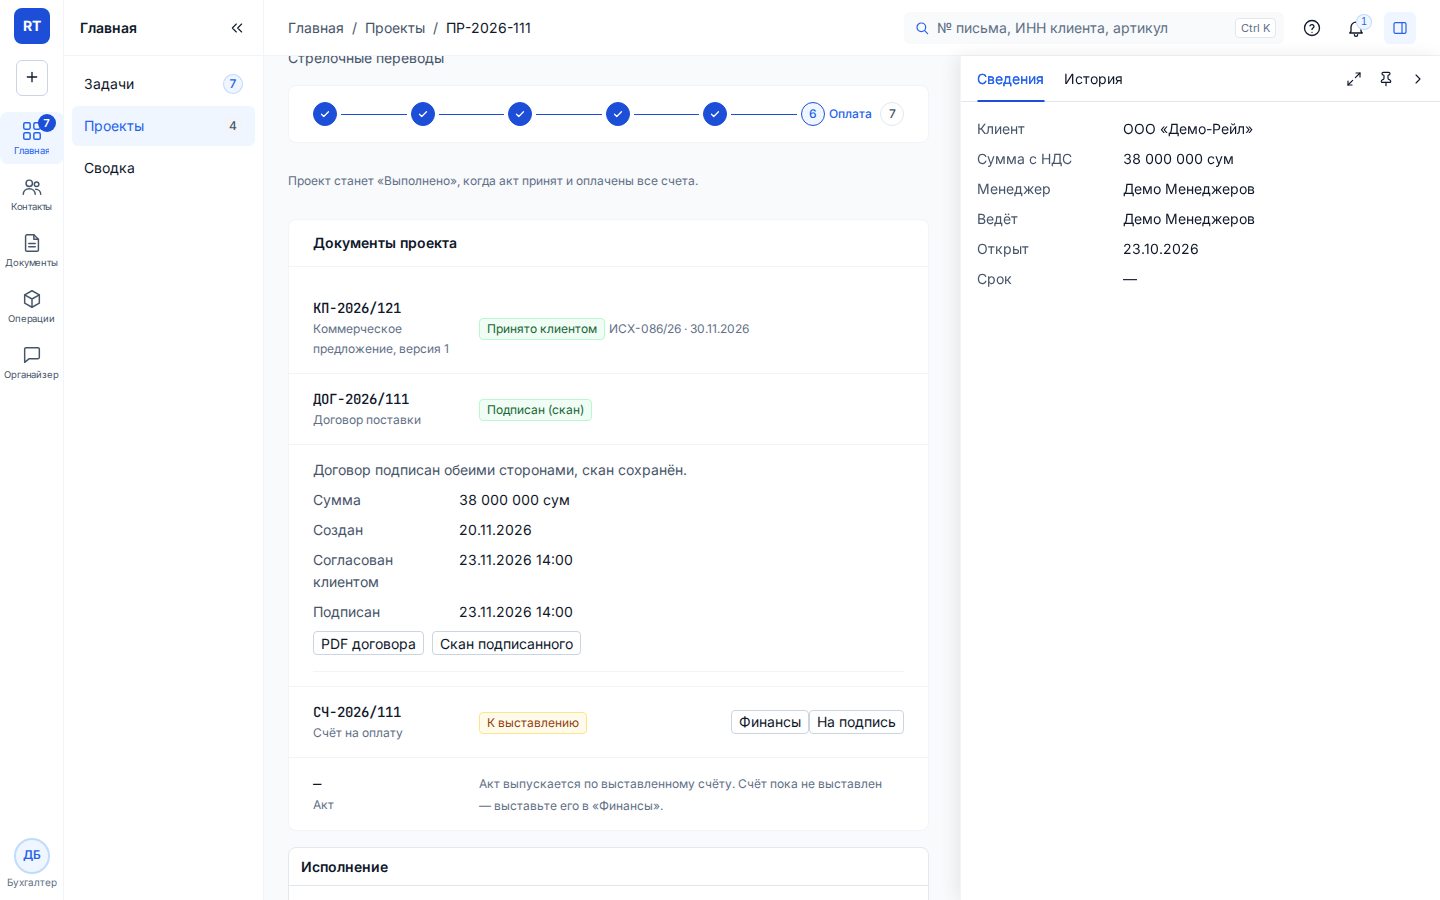 RT
Главная
Главная / Проекты / ПР-2026-111
№ письма, ИНН клиента, артикул
Ctrl K
1
7
Главная
Контакты
Документы
Операции
Органайзер
ДБ
Бухгалтер
Задачи 7
Проекты 4
Сводка
Стрелочные переводы
6 Оплата 7
Проект станет «Выполнено», когда акт принят и оплачены все счета.
Документы проекта
КП-2026/121
Коммерческое
предложение, версия 1
Принято клиентом ИСХ-086/26 · 30.11.2026
ДОГ-2026/111
Договор поставки
Подписан (скан)
Договор подписан обеими сторонами, скан сохранён.
Сумма 38 000 000 сум
Создан 20.11.2026
Согласован 23.11.2026 14:00
клиентом
Подписан 23.11.2026 14:00
PDF договора Скан подписанного
СЧ-2026/111
Счёт на оплату
К выставлению
Финансы На подпись
—
Акт
Акт выпускается по выставленному счёту. Счёт пока не выставлен
— выставьте его в «Финансы».
Исполнение
Сведения История
Клиент ООО «Демо-Рейл»
Сумма с НДС 38 000 000 сум
Менеджер Демо Менеджеров
Ведёт Демо Менеджеров
Открыт 23.10.2026
Срок —